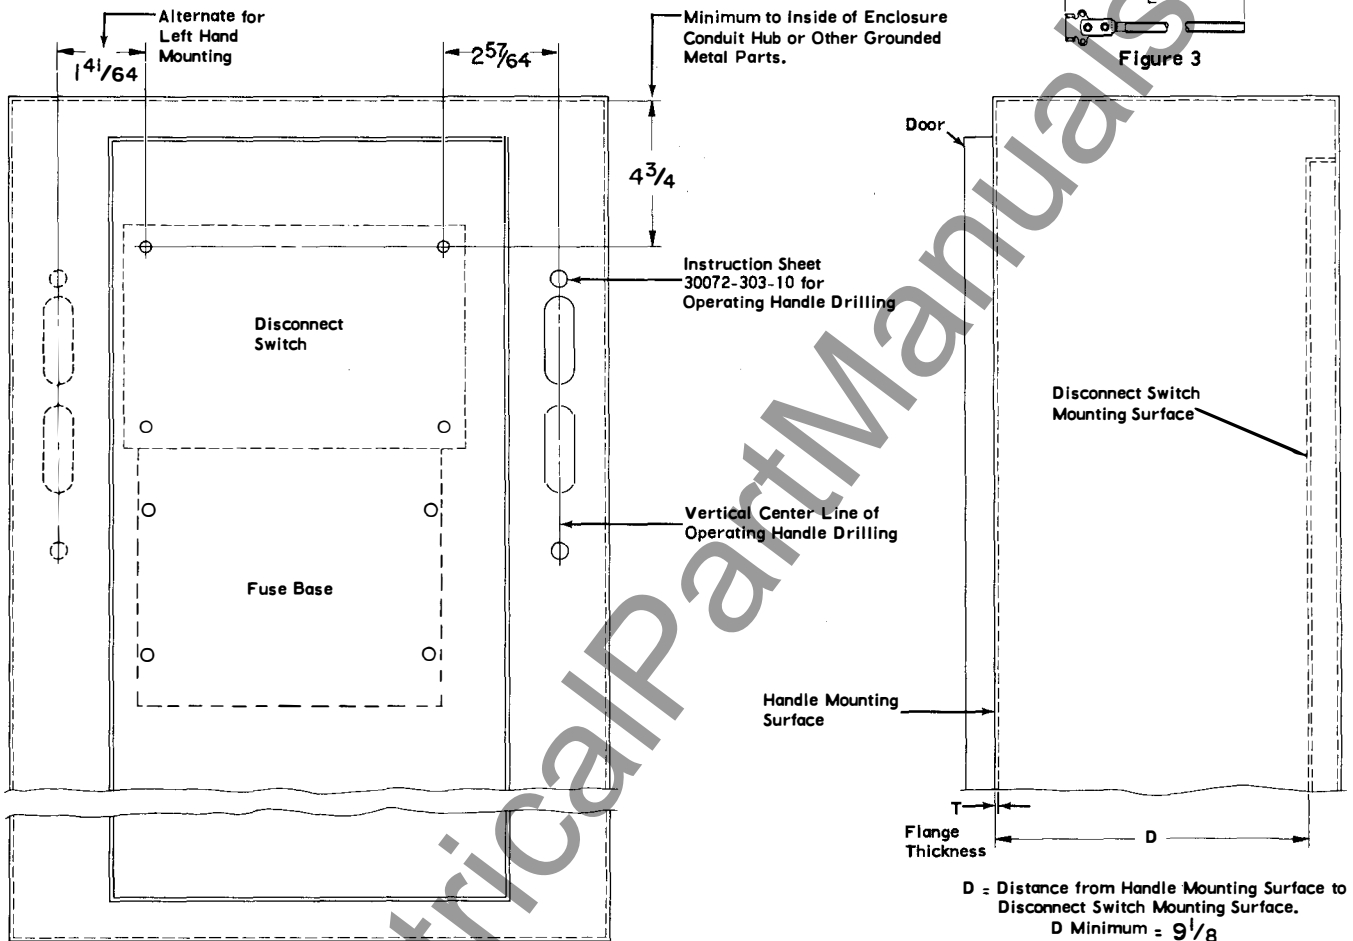 Alternate for
Left Hand
Mounting
1 41/64
2 57/64
Minimum to Inside of Enclosure
Conduit Hub or Other Grounded
Metal Parts.
Figure 3
4 3/4
Door
Instruction Sheet
30072-303-10 for
Operating Handle Drilling
Disconnect
Switch
Disconnect Switch
Mounting Surface
Vertical Center Line of
Operating Handle Drilling
Fuse Base
Handle Mounting
Surface
T
Flange
Thickness
D
D = Distance from Handle Mounting Surface to
Disconnect Switch Mounting Surface.
D Minimum = 9 1/8
tricalPartManuals